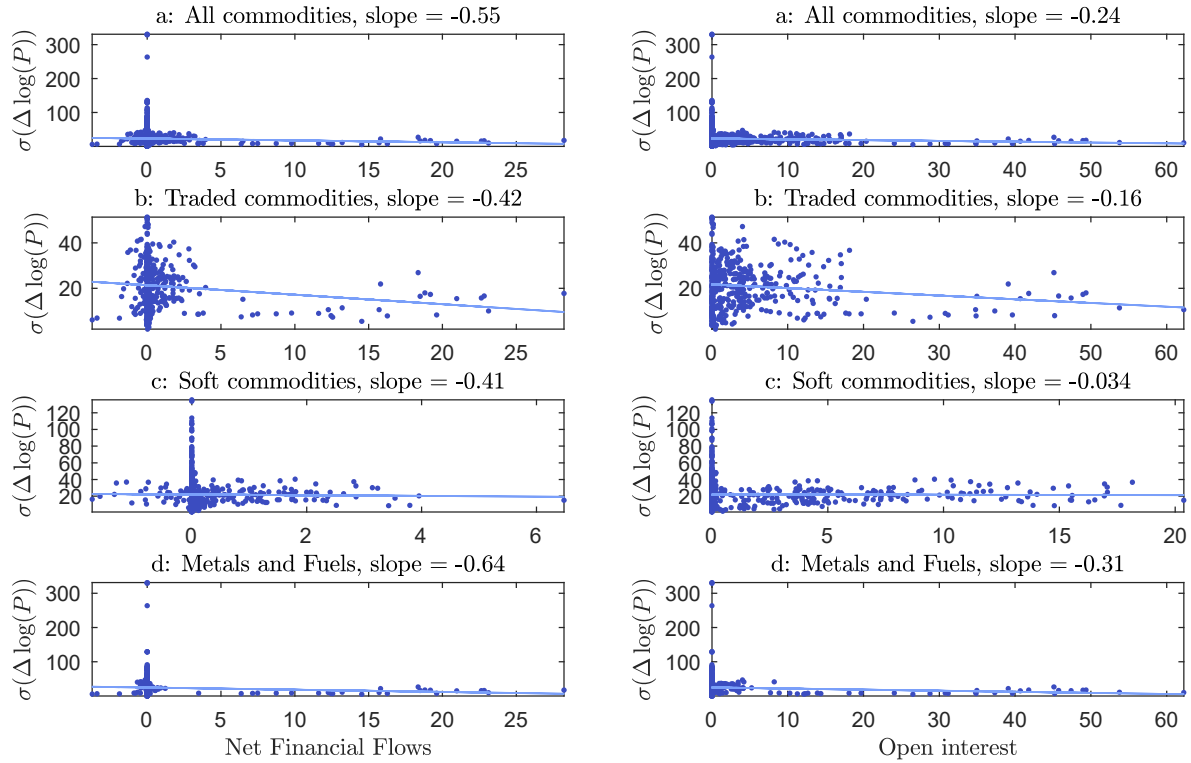 a: All commodities, slope = -0.55
σ(Δ log(P))
300
200
100
0 5 10 15 20 25
a: All commodities, slope = -0.24
σ(Δ log(P))
300
200
100
0 10 20 30 40 50 60
b: Traded commodities, slope = -0.42
σ(Δ log(P))
40
20
0 5 10 15 20 25
b: Traded commodities, slope = -0.16
σ(Δ log(P))
40
20
0 10 20 30 40 50 60
c: Soft commodities, slope = -0.41
σ(Δ log(P))
120
100
80
60
40
20
0 2 4 6
c: Soft commodities, slope = -0.034
σ(Δ log(P))
120
100
80
60
40
20
0 5 10 15 20
d: Metals and Fuels, slope = -0.64
σ(Δ log(P))
300
200
100
0 5 10 15 20 25
Net Financial Flows
d: Metals and Fuels, slope = -0.31
σ(Δ log(P))
300
200
100
0 10 20 30 40 50 60
Open interest